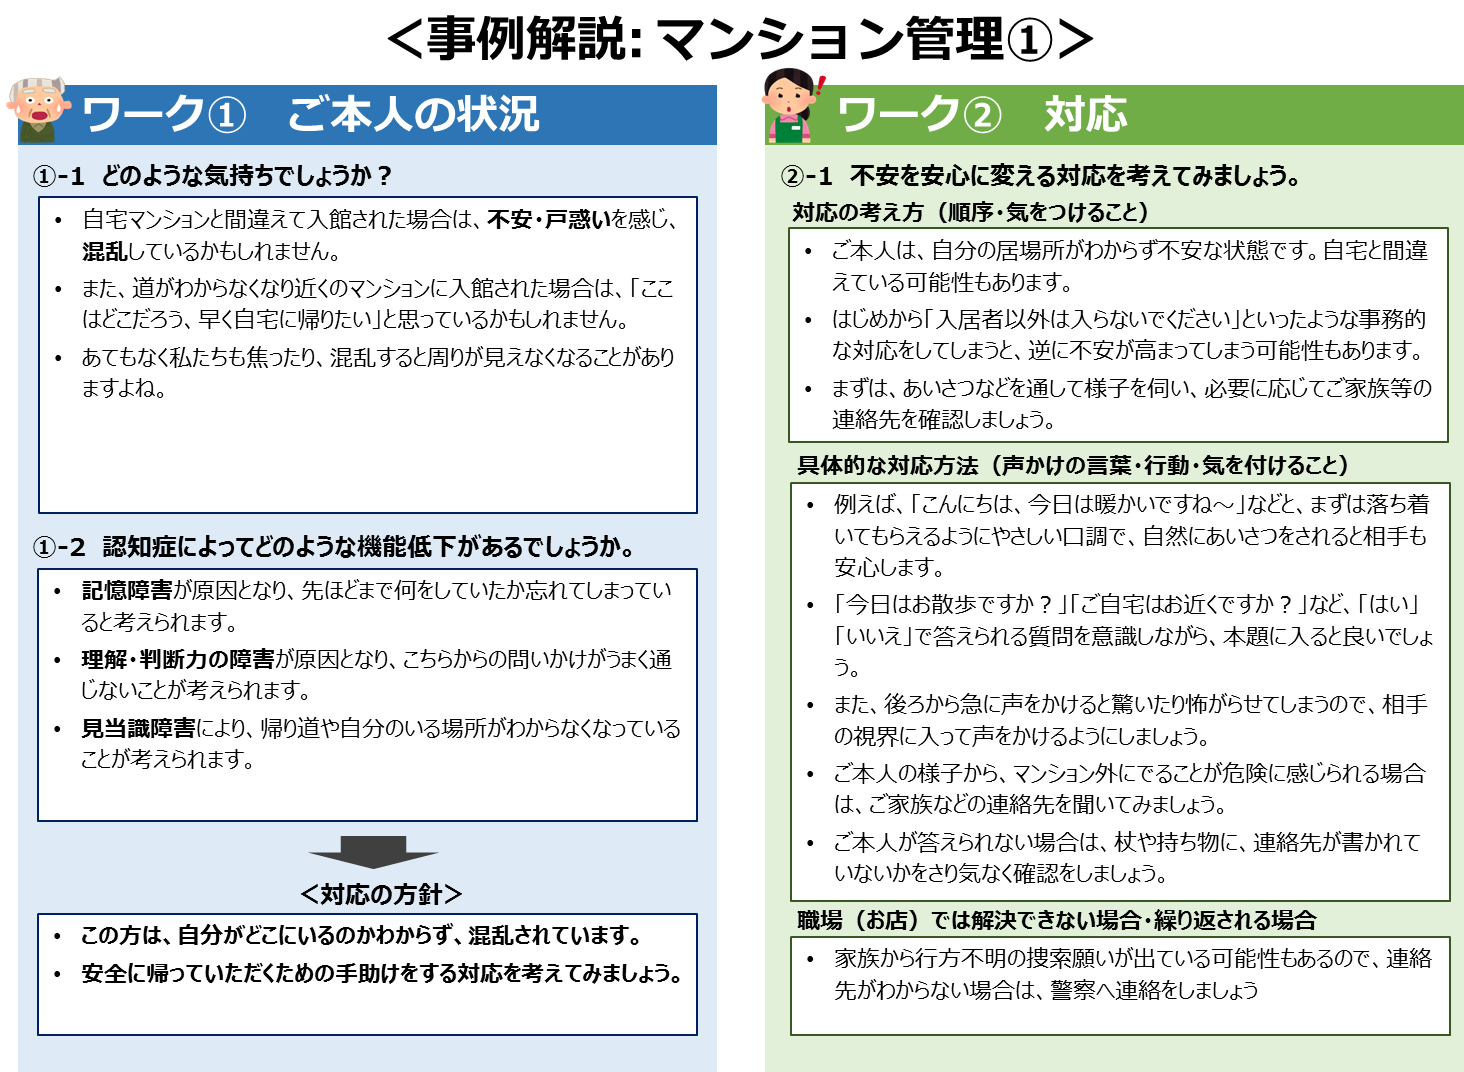 ＜事例解説：マンション管理①＞
ワーク①　ご本人の状況
①-1 どのような気持ちでしょうか？
• 自宅マンションと間違えて入館された場合は、不安・戸惑いを感じ、
混乱しているかもしれません。
• また、道がわからなくなり近くのマンションに入館された場合は、「ここ
はどこだろう、早く自宅に帰りたい」と思っているかもしれません。
• あてもなく私たちも焦ったり、混乱すると周りが見えなくなることがあり
ますよね。
①-2 認知症によってどのような機能低下があるでしょうか。
• 記憶障害が原因となり、先ほどまで何をしていたか忘れてしまってい
ると考えられます。
• 理解・判断力の障害が原因となり、こちらからの問いかけがうまく通
じないことが考えられます。
• 見当識障害により、帰り道や自分のいる場所がわからなくなっている
ことが考えられます。
＜対応の方針＞
• この方は、自分がどこにいるのかわからず、混乱されています。
• 安全に帰っていただくための手助けをする対応を考えてみましょう。
ワーク②　対応
②-1 不安を安心に変える対応を考えてみましょう。
対応の考え方（順序・気をつけること）
• ご本人は、自分の居場所がわからず不安な状態です。自宅と間違
えている可能性もあります。
• はじめから「入居者以外は入らないでください」といったような事務的
な対応をしてしまうと、逆に不安が高まってしまう可能性もあります。
• まずは、あいさつなどを通して様子を伺い、必要に応じてご家族等の
連絡先を確認しましょう。
具体的な対応方法（声かけの言葉・行動・気を付けること）
• 例えば、「こんにちは、今日は暖かいですね～」などと、まずは落ち着
いてもらえるようにやさしい口調で、自然にあいさつをされると相手も
安心します。
• 「今日はお散歩ですか？」「ご自宅はお近くですか？」など、「はい」
「いいえ」で答えられる質問を意識しながら、本題に入ると良いでしょ
う。
• また、後ろから急に声をかけると驚いたり怖がらせてしまうので、相手
の視界に入って声をかけるようにしましょう。
• ご本人の様子から、マンション外にでることが危険に感じられる場合
は、ご家族などの連絡先を聞いてみましょう。
• ご本人が答えられない場合は、杖や持ち物に、連絡先が書かれて
いないかをさり気なく確認をしましょう。
職場（お店）では解決できない場合・繰り返される場合
• 家族から行方不明の捜索願いが出ている可能性もあるので、連絡
先がわからない場合は、警察へ連絡をしましょう